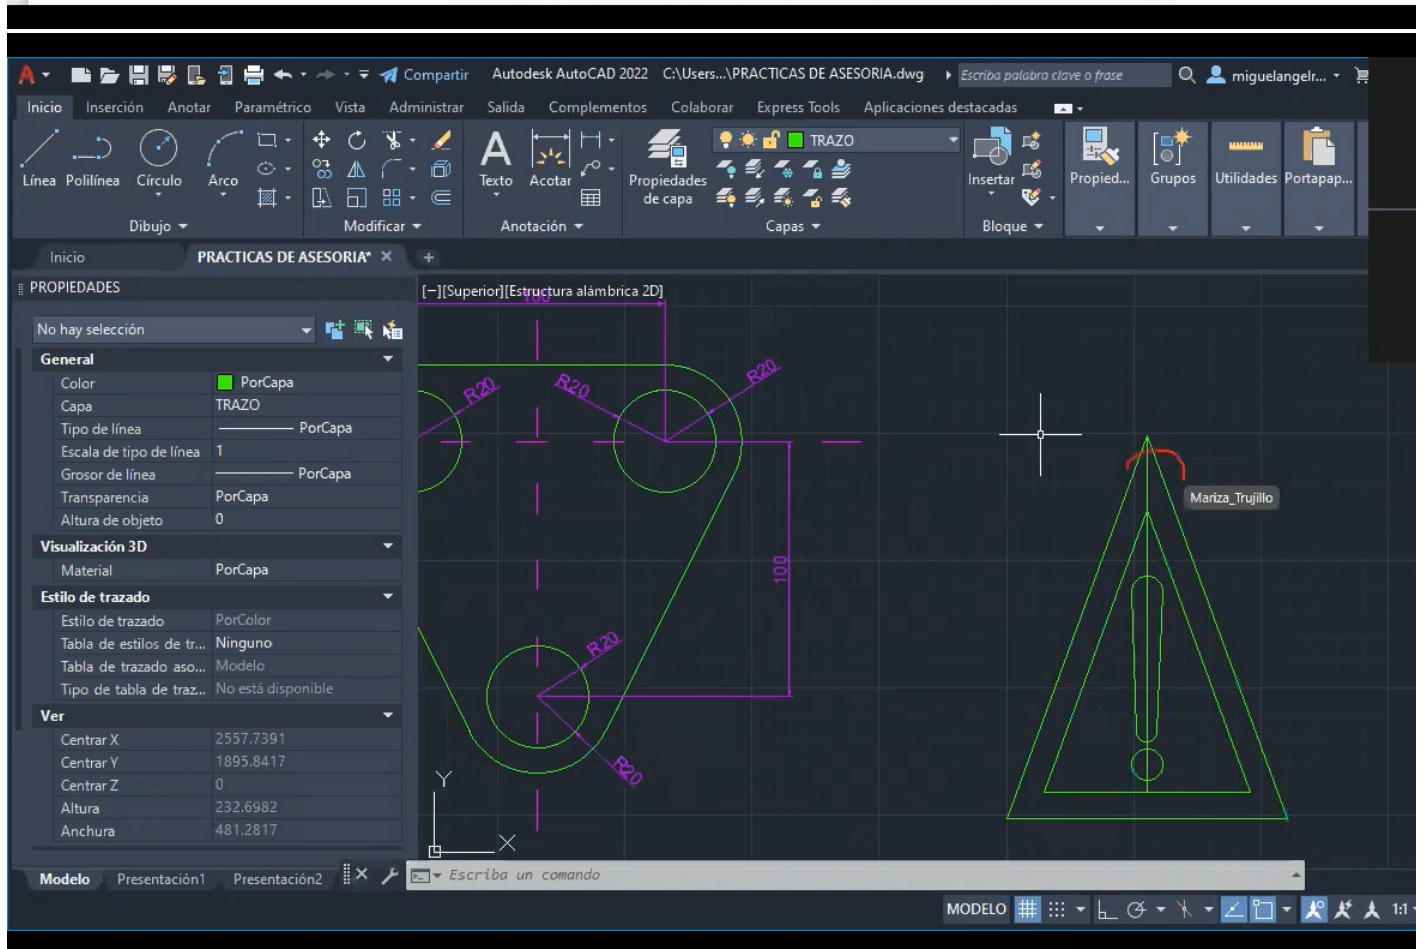 Compartir Autodesk AutoCAD 2022 C:\Users...\PRACTICAS DE ASESORIA.dwg Escriba palabra clave o frase miguelangelr...
Inicio Inserción Anotar Paramétrico Vista Administrar Salida Complementos Colaborar Express Tools Aplicaciones destacadas
TRAZO
Línea Polilínea Círculo Arco Texto Acotar Propiedades de capa Insertar Propied... Grupos Utilidades Portapap...
Dibujo Modificar Anotación Capas Bloque
Inicio PRACTICAS DE ASESORIA* +
PROPIEDADES
[−][Superior][Estructura alámbrica 2D]
100
No hay selección
General
Color PorCapa
Capa TRAZO
Tipo de línea PorCapa
Escala de tipo de línea 1
Grosor de línea PorCapa
Transparencia PorCapa
Altura de objeto 0
Visualización 3D
Material PorCapa
Estilo de trazado
Estilo de trazado PorColor
Tabla de estilos de tr... Ninguno
Tabla de trazado aso... Modelo
Tipo de tabla de traz... No está disponible
Ver
Centrar X 2557.7391
Centrar Y 1895.8417
Centrar Z 0
Altura 232.6982
Anchura 481.2817
R20
R20
R20
100
R20
R20
Mariza_Trujillo
Y
X
Modelo Presentación1 Presentación2 Escriba un comando
MODELO 1:1